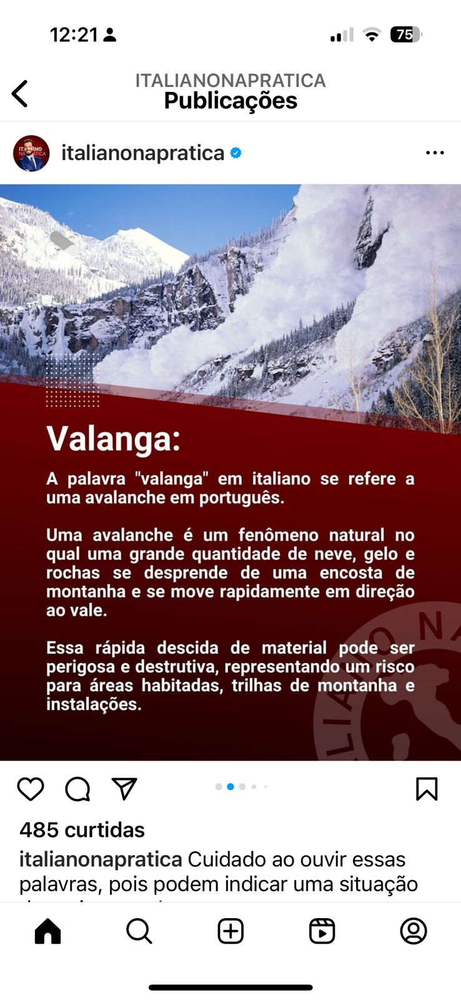 12:21
75
ITALIANONAPRATICA
Publicações
italianonapratica
Valanga:
A palavra "valanga" em italiano se refere a
uma avalanche em português.
Uma avalanche é um fenômeno natural no
qual uma grande quantidade de neve, gelo e
rochas se desprende de uma encosta de
montanha e se move rapidamente em direção
ao vale.
Essa rápida descida de material pode ser
perigosa e destrutiva, representando um risco
para áreas habitadas, trilhas de montanha e
instalações.
485 curtidas
italianonapratica Cuidado ao ouvir essas
palavras, pois podem indicar uma situação